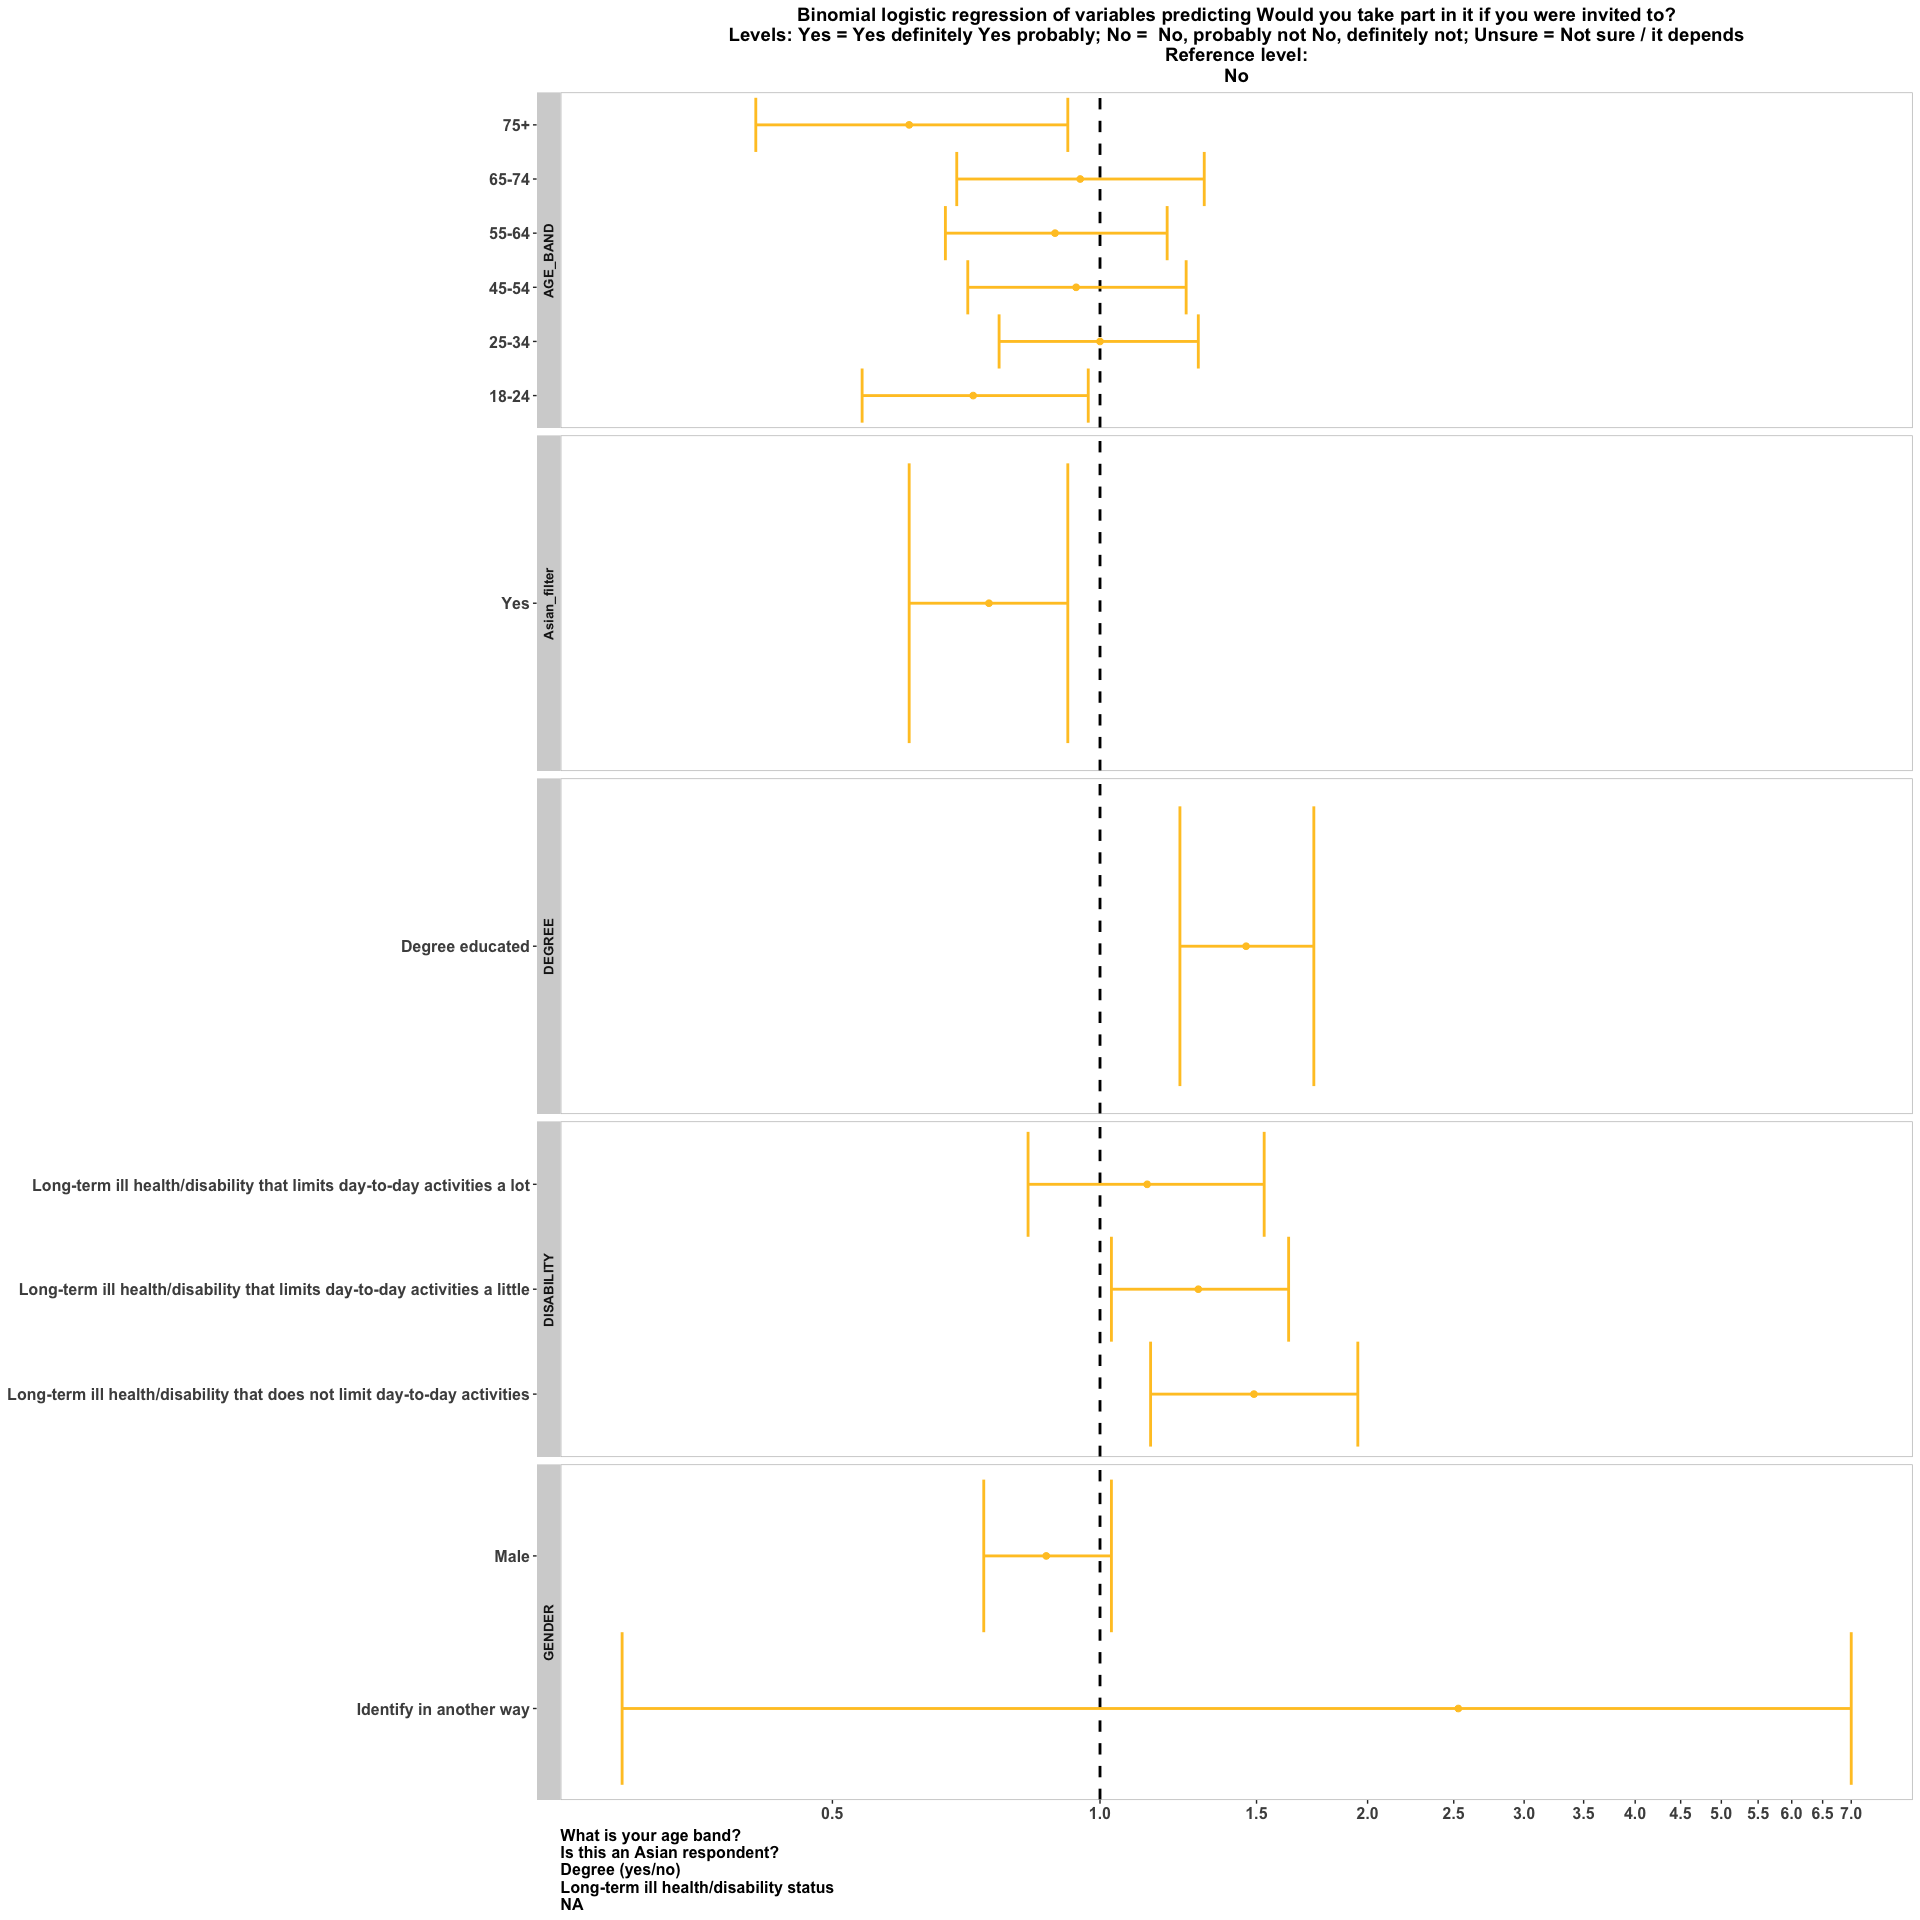 Binomial logistic regression of variables predicting Would you take part in it if you were invited to?
Levels: Yes = Yes definitely Yes probably; No =  No, probably not No, definitely not; Unsure = Not sure / it depends
Reference level:
No
AGE_BAND
75+
65-74
55-64
45-54
25-34
18-24
Asian_filter
Yes
DEGREE
Degree educated
DISABILITY
Long-term ill health/disability that limits day-to-day activities a lot
Long-term ill health/disability that limits day-to-day activities a little
Long-term ill health/disability that does not limit day-to-day activities
GENDER
Male
Identify in another way
0.5 1.0 1.5 2.0 2.5 3.0 3.5 4.0 4.5 5.0 5.5 6.0 6.5 7.0
What is your age band?
Is this an Asian respondent?
Degree (yes/no)
Long-term ill health/disability status
NA